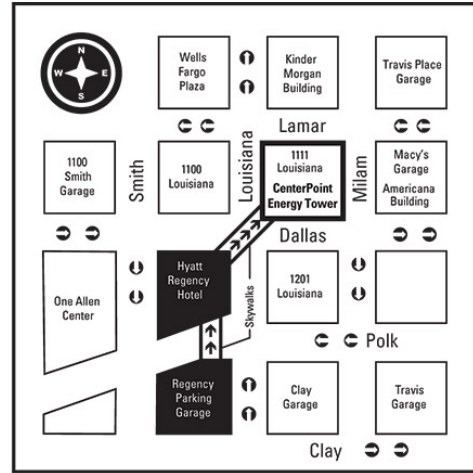 N
W E
S
Wells
Fargo
Plaza
Kinder
Morgan
Building
Travis Place
Garage
Lamar
1100
Smith
Garage
Smith
1100
Louisiana
Louisiana
1111
Louisiana
CenterPoint
Energy Tower
Milam
Macy's
Garage
Americana
Building
Dallas
One Allen
Center
Hyatt
Regency
Hotel
Skywalks
1201
Louisiana
Polk
Regency
Parking
Garage
Clay
Garage
Travis
Garage
Clay